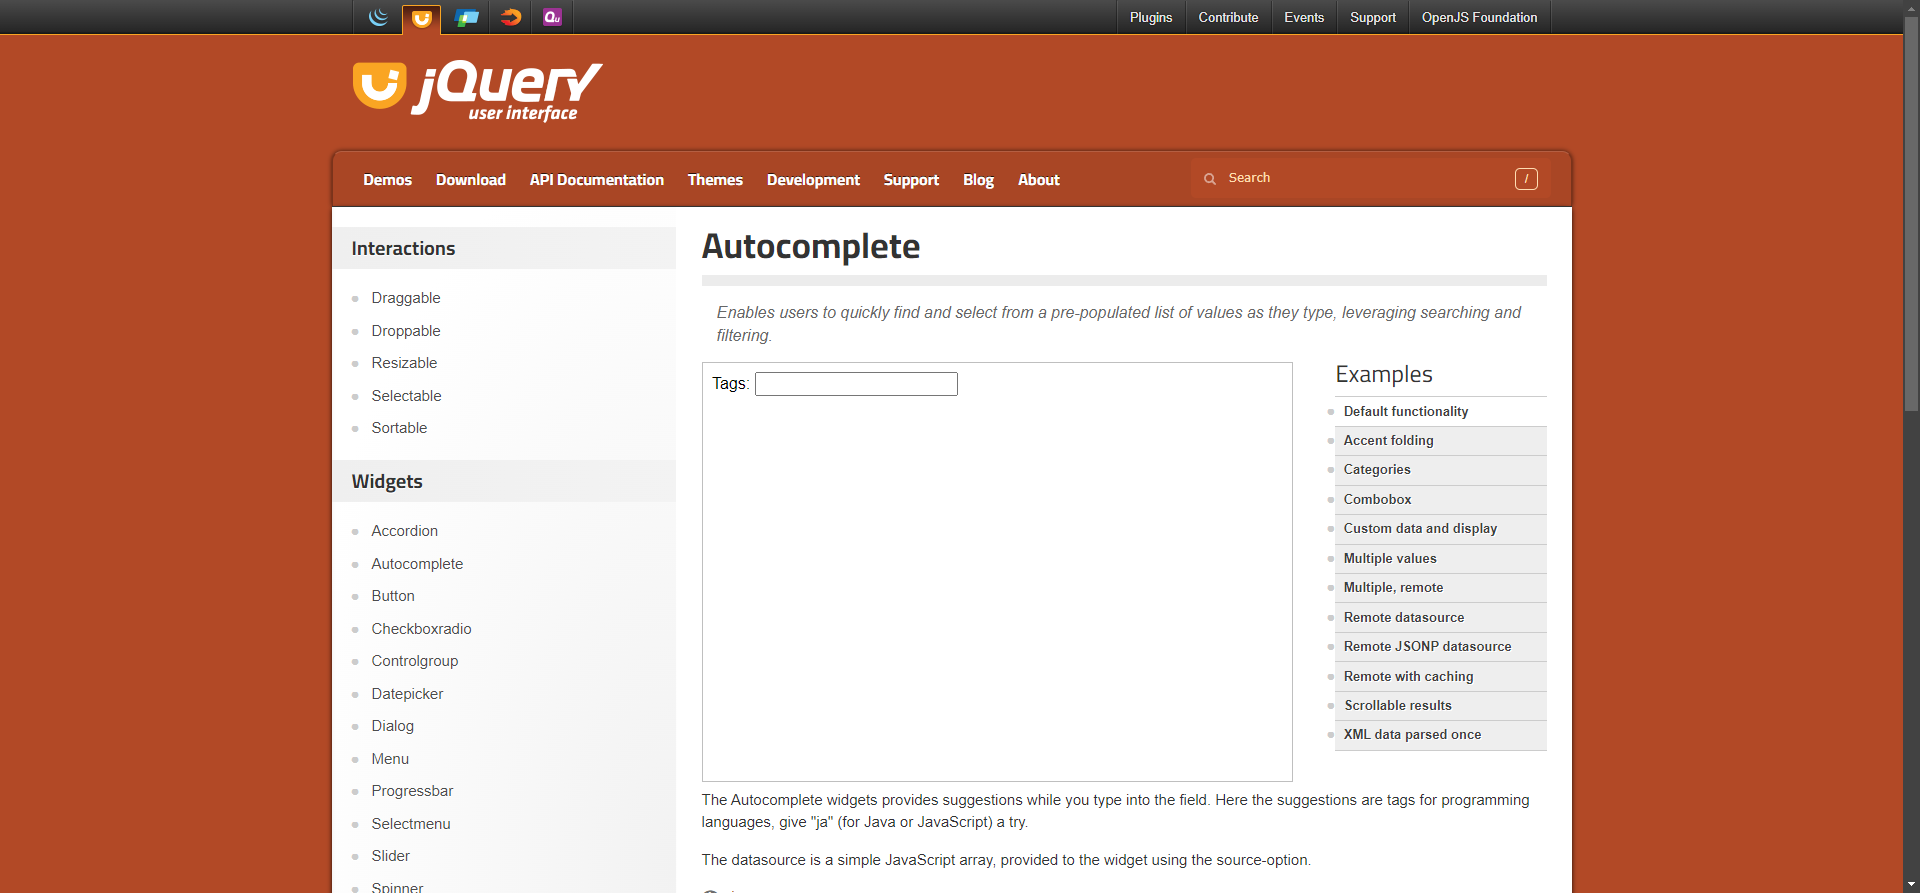 Plugins
Contribute
Events
Support
OpenJS Foundation
jQuery
user interface
Demos
Download
API Documentation
Themes
Development
Support
Blog
About
Search
/
Interactions
Draggable
Droppable
Resizable
Selectable
Sortable
Widgets
Accordion
Autocomplete
Button
Checkboxradio
Controlgroup
Datepicker
Dialog
Menu
Progressbar
Selectmenu
Slider
Spinner
Autocomplete
Enables users to quickly find and select from a pre-populated list of values as they type, leveraging searching and
filtering.
Tags:
Examples
Default functionality
Accent folding
Categories
Combobox
Custom data and display
Multiple values
Multiple, remote
Remote datasource
Remote JSONP datasource
Remote with caching
Scrollable results
XML data parsed once
The Autocomplete widgets provides suggestions while you type into the field. Here the suggestions are tags for programming
languages, give "ja" (for Java or JavaScript) a try.
The datasource is a simple JavaScript array, provided to the widget using the source-option.